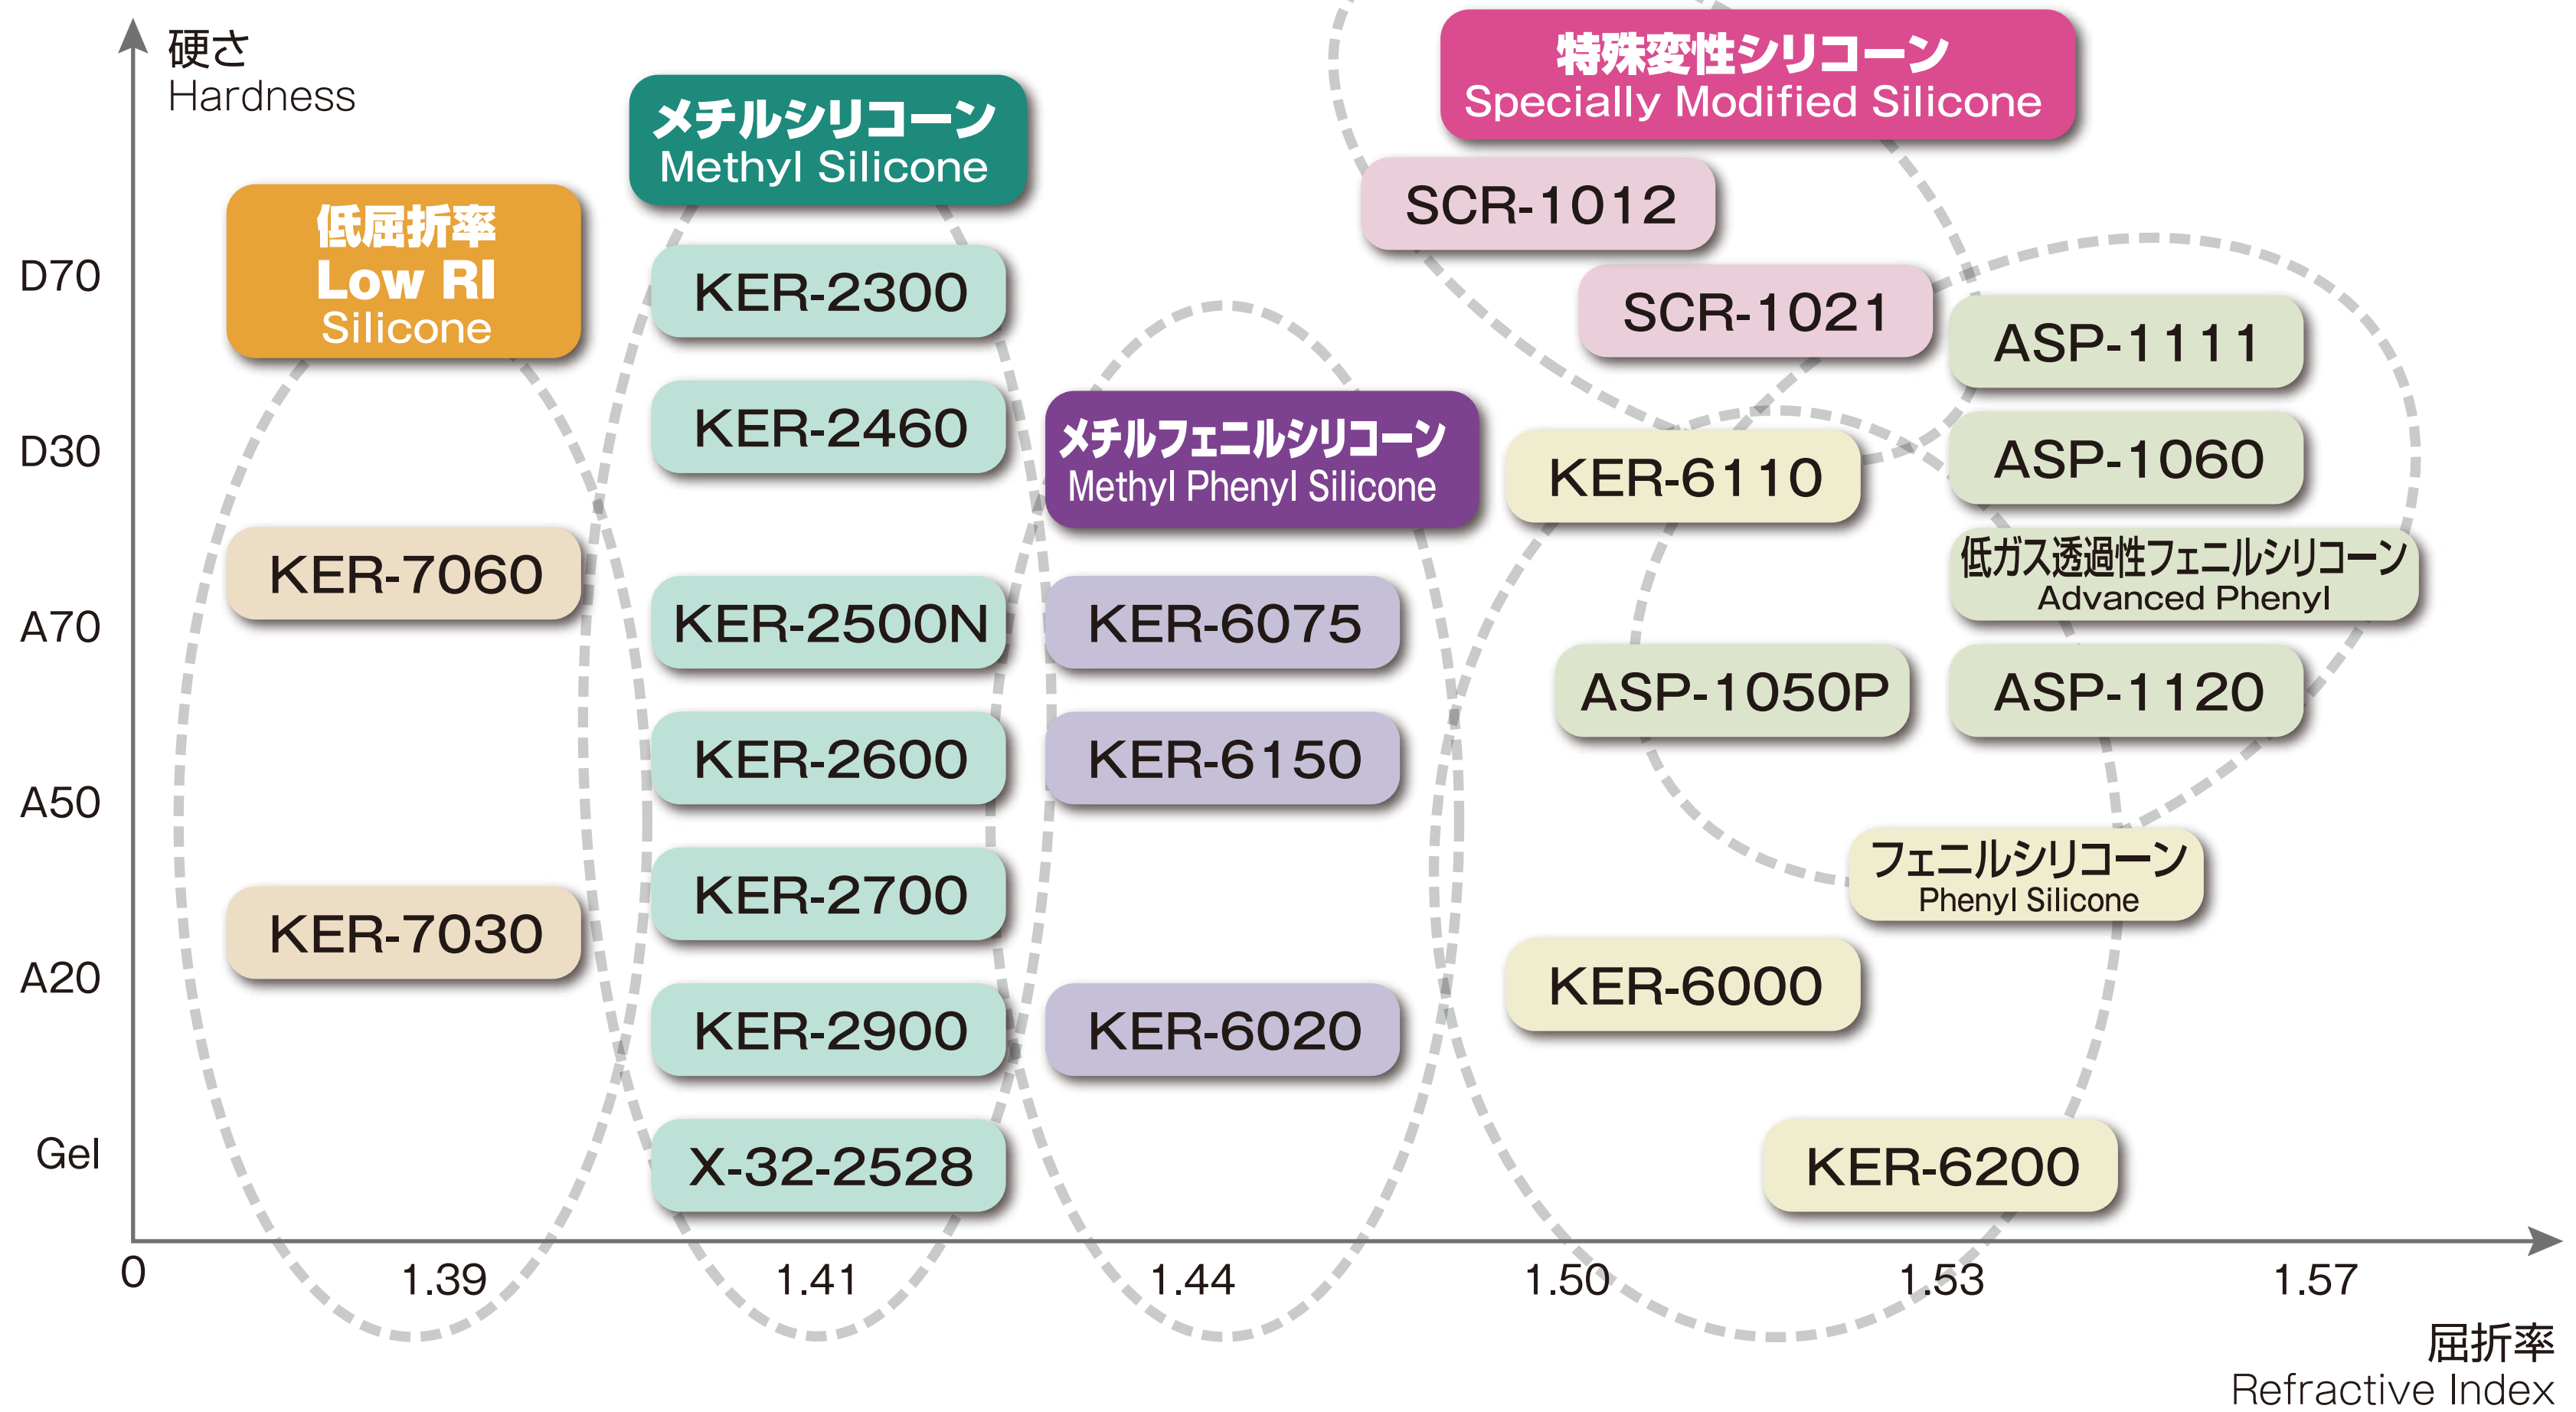 硬さ
Hardness
D70
D30
A70
A50
A20
Gel
低屈折率
Low RI
Silicone
KER-7060
KER-7030
メチルシリコーン
Methyl Silicone
KER-2300
KER-2460
KER-2500N
KER-2600
KER-2700
KER-2900
X-32-2528
メチルフェニルシリコーン
Methyl Phenyl Silicone
KER-6075
KER-6150
KER-6020
特殊変性シリコーン
Specially Modified Silicone
SCR-1012
SCR-1021
KER-6110
ASP-1111
ASP-1060
低ガス透過性フェニルシリコーン
Advanced Phenyl
ASP-1050P
ASP-1120
フェニルシリコーン
Phenyl Silicone
KER-6000
KER-6200
0
1.39
1.41
1.44
1.50
1.53
1.57
屈折率
Refractive Index